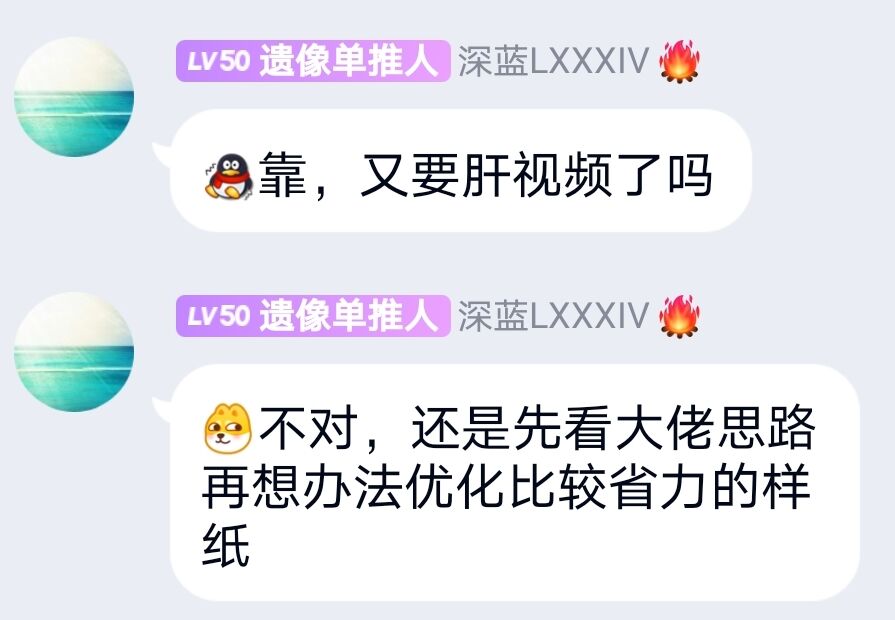 LV50 遗像单推人 深蓝LXXXIV
靠，又要肝视频了吗
LV50 遗像单推人 深蓝LXXXIV
不对，还是先看大佬思路
再想办法优化比较省力的样
纸